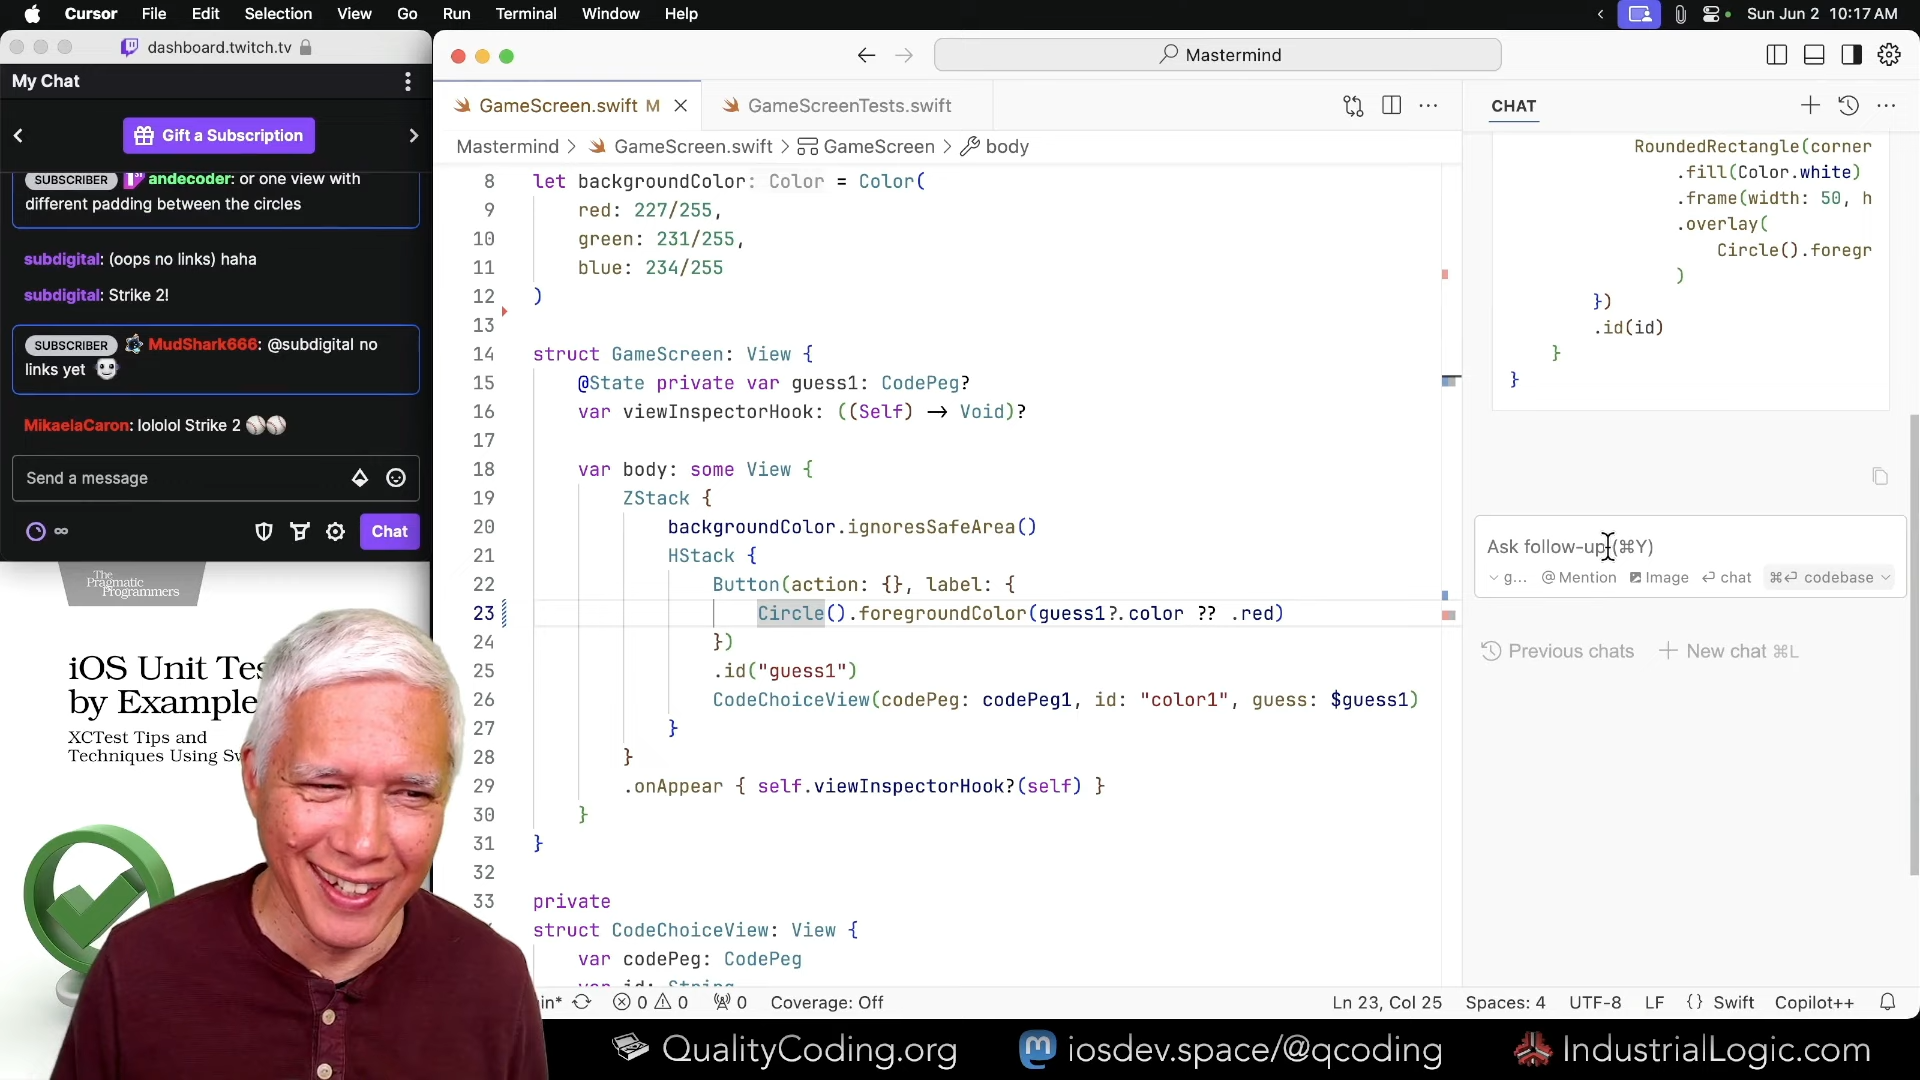 Cursor File Edit Selection View Go Run Terminal Window Help
Sun Jun 2 10:17 AM
dashboard.twitch.tv
My Chat
Gift a Subscription
SUBSCRIBER andecoder: or one view with
different padding between the circles
subdigital: (oops no links) haha
subdigital: Strike 2!
SUBSCRIBER MudShark666: @subdigital no
links yet
MikaelaCaron: lololol Strike 2
Send a message
∞
Chat
The
Pragmatic
Programmers
iOS Unit Tes
by Example
XCTest Tips and
Techniques Using Sw
Mastermind
GameScreen.swift M
GameScreenTests.swift
Mastermind > GameScreen.swift > GameScreen > body
8 let backgroundColor: Color = Color(
9 red: 227/255,
10 green: 231/255,
11 blue: 234/255
12 )
13
14 struct GameScreen: View {
15 @State private var guess1: CodePeg?
16 var viewInspectorHook: ((Self) -> Void)?
17
18 var body: some View {
19 ZStack {
20 backgroundColor.ignoresSafeArea()
21 HStack {
22 Button(action: {}, label: {
23 Circle().foregroundColor(guess1?.color ?? .red)
24 })
25 .id("guess1")
26 CodeChoiceView(codePeg: codePeg1, id: "color1", guess: $guess1)
27 }
28 }
29 .onAppear { self.viewInspectorHook?(self) }
30 }
31 }
32
33 private
struct CodeChoiceView: View {
var codePeg: CodePeg
var id: String
in* 0 0 0 Coverage: Off
Ln 23, Col 25 Spaces: 4 UTF-8 LF {} Swift Copilot++
CHAT
RoundedRectangle(corner
.fill(Color.white)
.frame(width: 50, h
.overlay(
Circle().foregr
)
})
.id(id)
}
}
Ask follow-up (⌘Y)
g... @ Mention Image ⏎ chat ⌘⏎ codebase
Previous chats + New chat ⌘L
QualityCoding.org
iosdev.space/@qcoding
IndustrialLogic.com